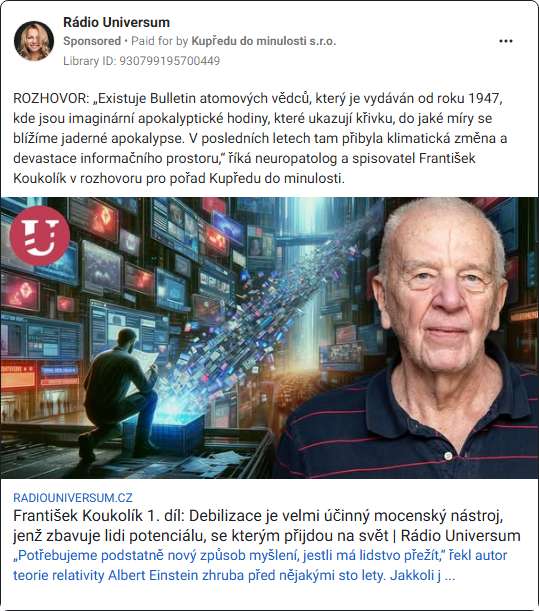 Rádio Universum
Sponsored • Paid for by Kupředu do minulosti s.r.o.
Library ID: 930799195700449
ROZHOVOR: „Existuje Bulletin atomových vědců, který je vydáván od roku 1947,
kde jsou imaginární apokalyptické hodiny, které ukazují křivku, do jaké míry se
blížíme jaderné apokalypse. V posledních letech tam přibyla klimatická změna a
devastace informačního prostoru,“ říká neuropatolog a spisovatel František
Koukolík v rozhovoru pro pořad Kupředu do minulosti.
U
RADIOUNIVERSUM.CZ
František Koukolík 1. díl: Debilizace je velmi účinný mocenský nástroj,
jenž zbavuje lidi potenciálu, se kterým přijdou na svět | Rádio Universum
„Potřebujeme podstatně nový způsob myšlení, jestli má lidstvo přežít,“ řekl autor
teorie relativity Albert Einstein zhruba před nějakými sto lety. Jakkoli j ...